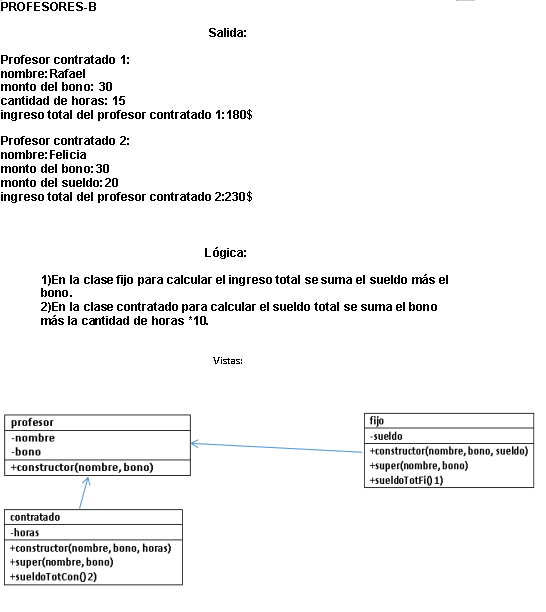 PROFESORES-B
Salida:
Profesor contratado 1:
nombre:Rafael
monto del bono: 30
cantidad de horas: 15
ingreso total del profesor contratado 1:180$
Profesor contratado 2:
nombre:Felicia
monto del bono:30
monto del sueldo:20
ingreso total del profesor contratado 2:230$
Lógica:
1)En la clase fijo para calcular el ingreso total se suma el sueldo más el
bono.
2)En la clase contratado para calcular el sueldo total se suma el bono
más la cantidad de horas *10.
Vistas:
profesor
-nombre
-bono
+constructor(nombre, bono)
fijo
-sueldo
+constructor(nombre, bono, sueldo)
+super(nombre, bono)
+sueldoTotFi() 1)
contratado
-horas
+constructor(nombre, bono, horas)
+super(nombre, bono)
+sueldoTotCon() 2)